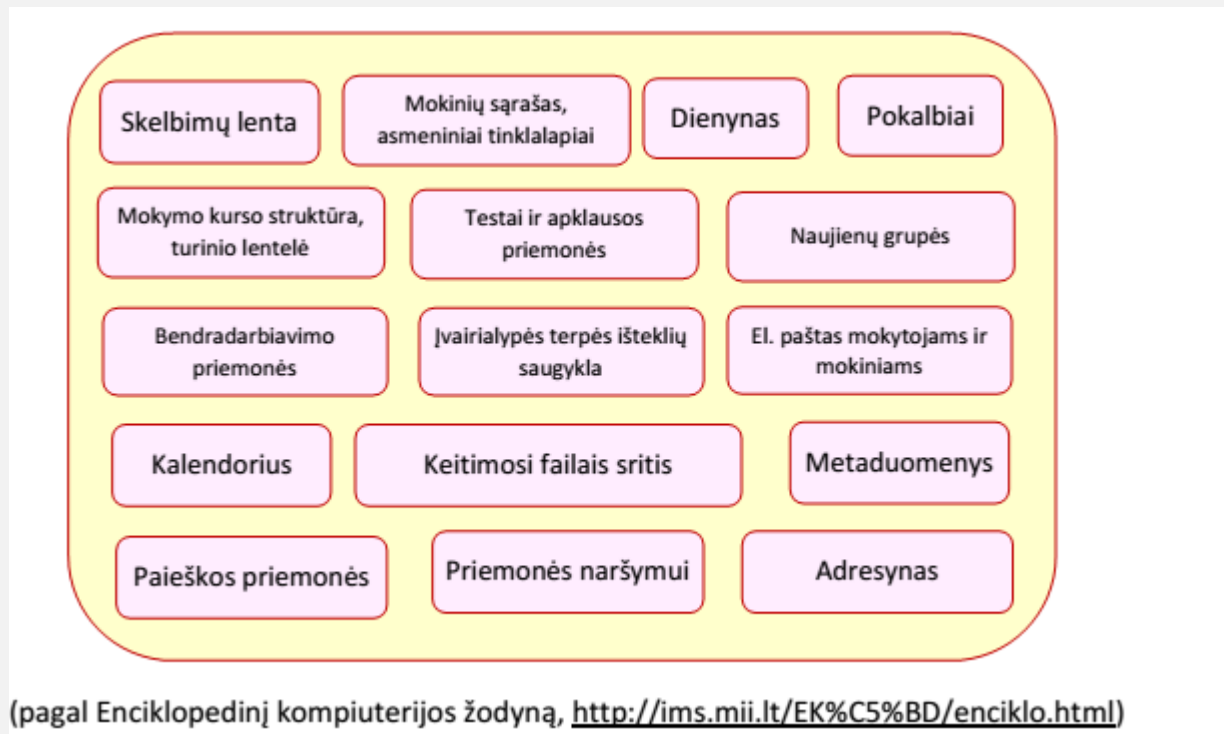 Skelbimų lenta
Mokinių sąrašas,
asmeniniai tinklalapiai
Dienynas
Pokalbiai
Mokymo kurso struktūra,
turinio lentelė
Testai ir apklausos
priemonės
Naujienų grupės
Bendradarbiavimo
priemonės
Įvairialypės terpės išteklių
saugykla
El. paštas mokytojams ir
mokiniams
Kalendorius
Keitimosi failais sritis
Metaduomenys
Paieškos priemonės
Priemonės naršymui
Adresynas
(pagal Enciklopedinį kompiuterijos žodyną, http://ims.mii.lt/EK%C5%BD/enciklo.html)